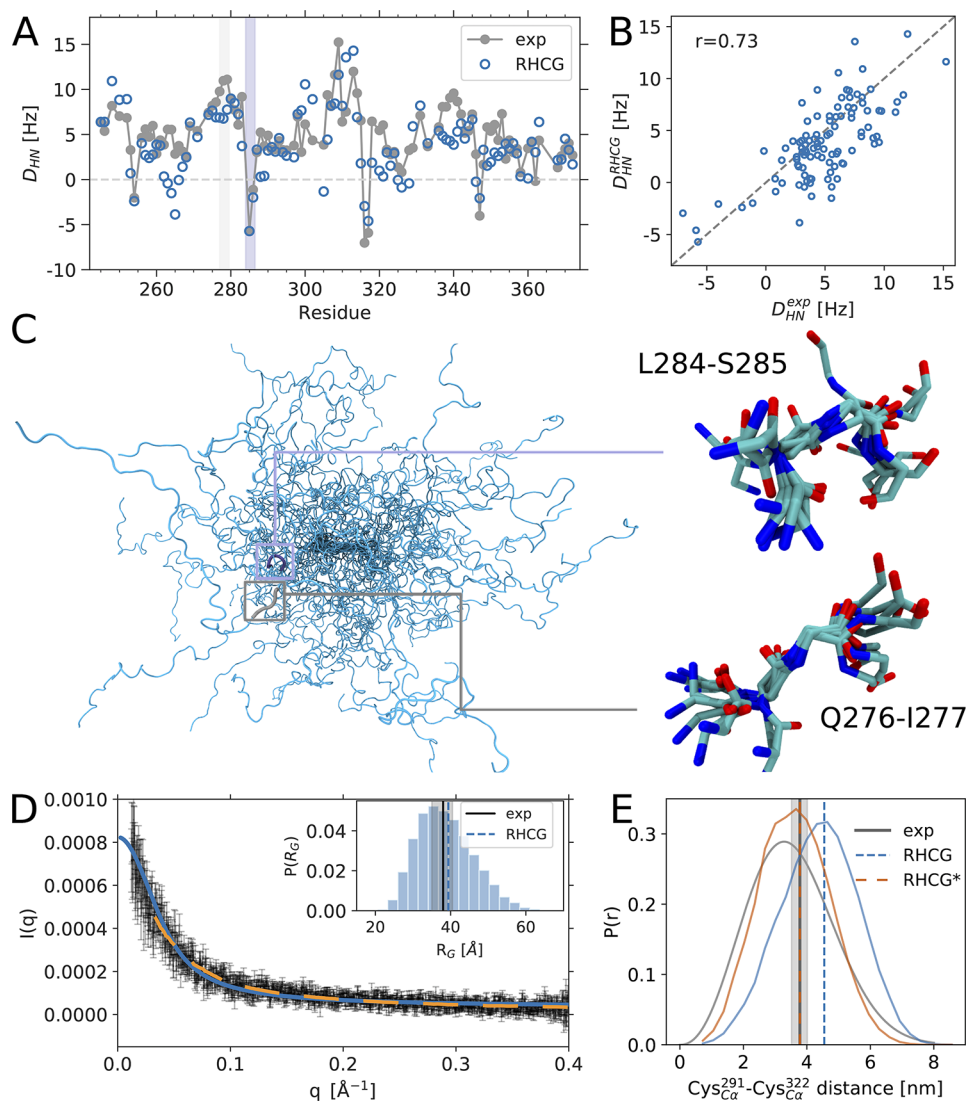 A
exp
RHCG
15
10
5
0
-5
-10
D_HN [Hz]
260 280 300 320 340 360
Residue
B
r=0.73
15
10
5
0
-5
D_HN^RHCG [Hz]
-5 0 5 10 15
D_HN^exp [Hz]
C
L284-S285
Q276-I277
D
0.0010
0.0008
0.0006
0.0004
0.0002
0.0000
I(q)
0.0 0.1 0.2 0.3 0.4
q [Å⁻¹]
exp
RHCG
0.04
0.02
0.00
P(R_G)
20 40 60
R_G [Å]
E
exp
RHCG
RHCG*
0.3
0.2
0.1
0.0
P(r)
0 2 4 6 8
Cys_Cα^291-Cys_Cα^322 distance [nm]